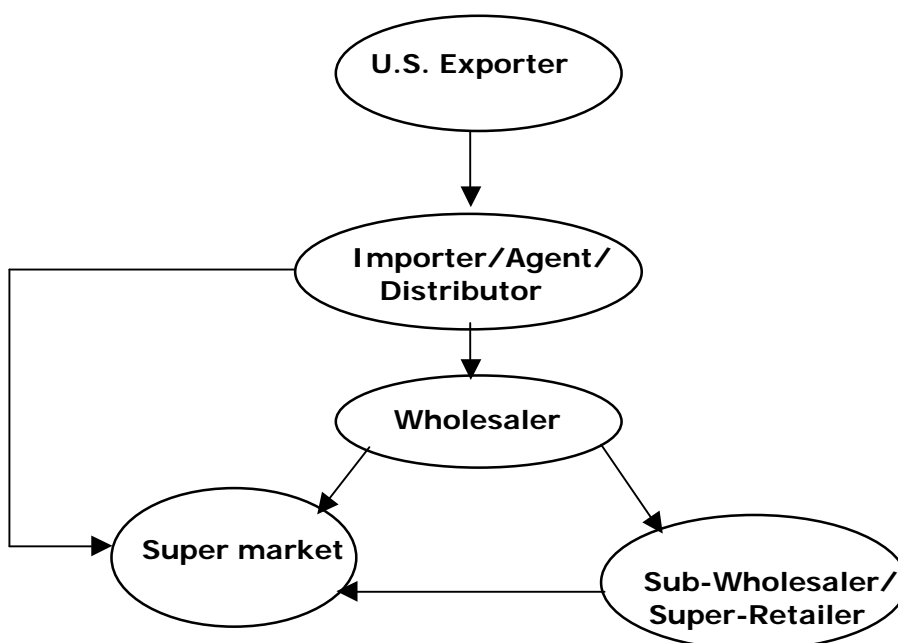 U.S. Exporter
Importer/Agent/
Distributor
Wholesaler
Super market
Sub-Wholesaler/
Super-Retailer